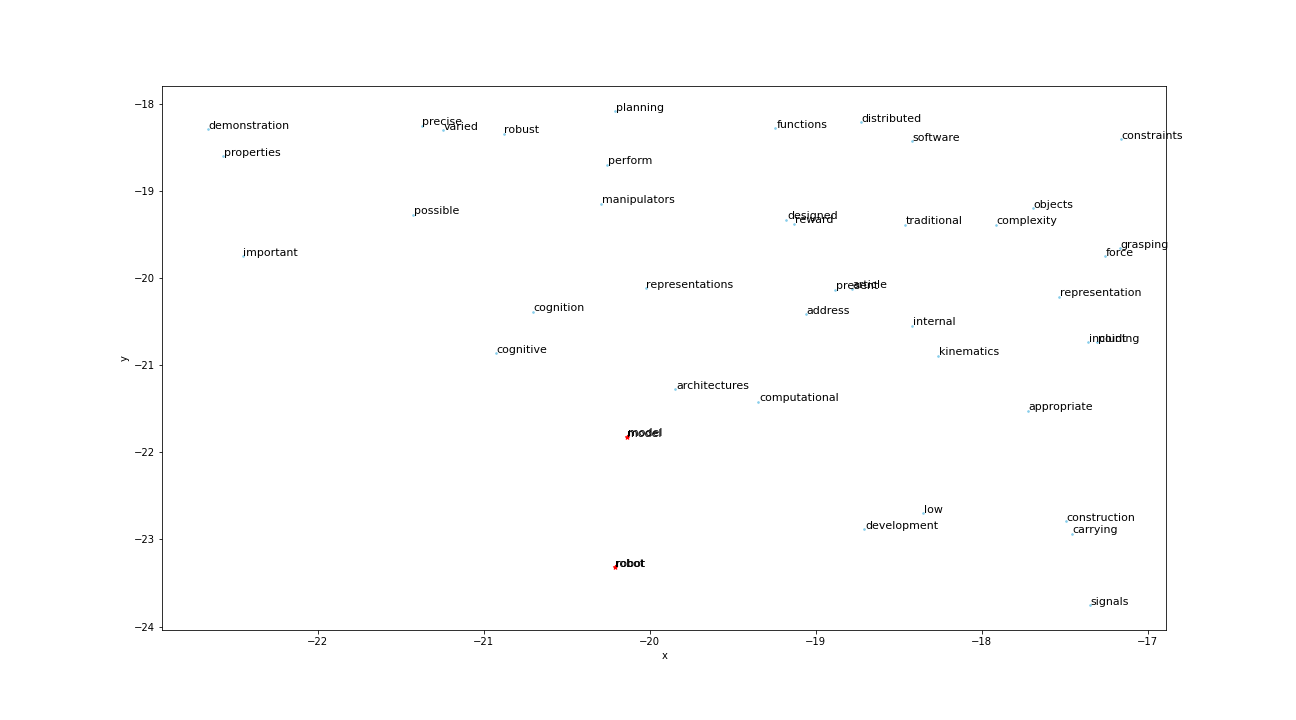 planning
demonstration
precise
varied
robust
functions
distributed
software
constraints
properties
perform
manipulators
possible
designed
reward
traditional
objects
complexity
important
grasping
force
representations
present
article
representation
cognition
address
internal
including
point
cognitive
kinematics
architectures
computational
appropriate
model
low
development
construction
carrying
robot
signals
−18
−19
−20
−21
−22
−23
−24
y
−22
−21
−20
−19
−18
−17
x